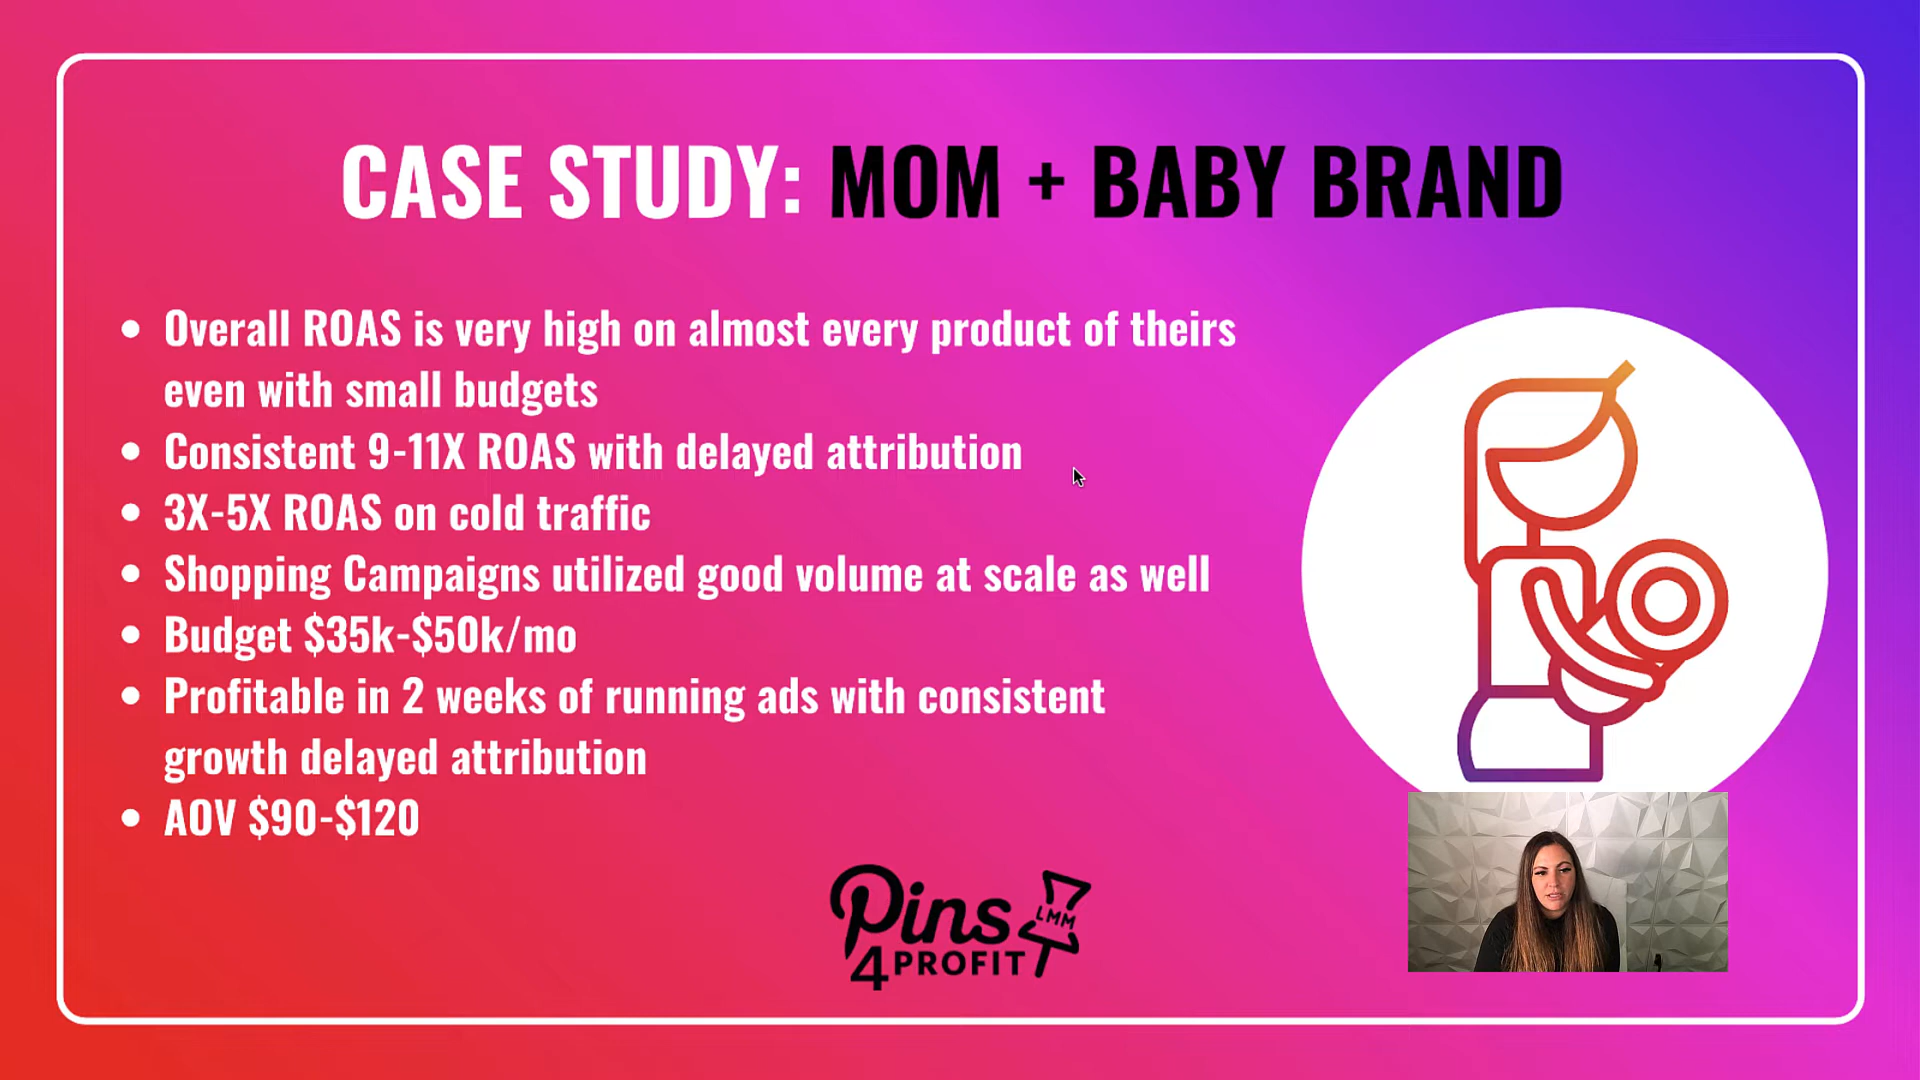 CASE STUDY: MOM + BABY BRAND
• Overall ROAS is very high on almost every product of theirs
even with small budgets
• Consistent 9-11X ROAS with delayed attribution
• 3X-5X ROAS on cold traffic
• Shopping Campaigns utilized good volume at scale as well
• Budget $35k-$50k/mo
• Profitable in 2 weeks of running ads with consistent
growth delayed attribution
• AOV $90-$120
Pins
LMM
4PROFIT